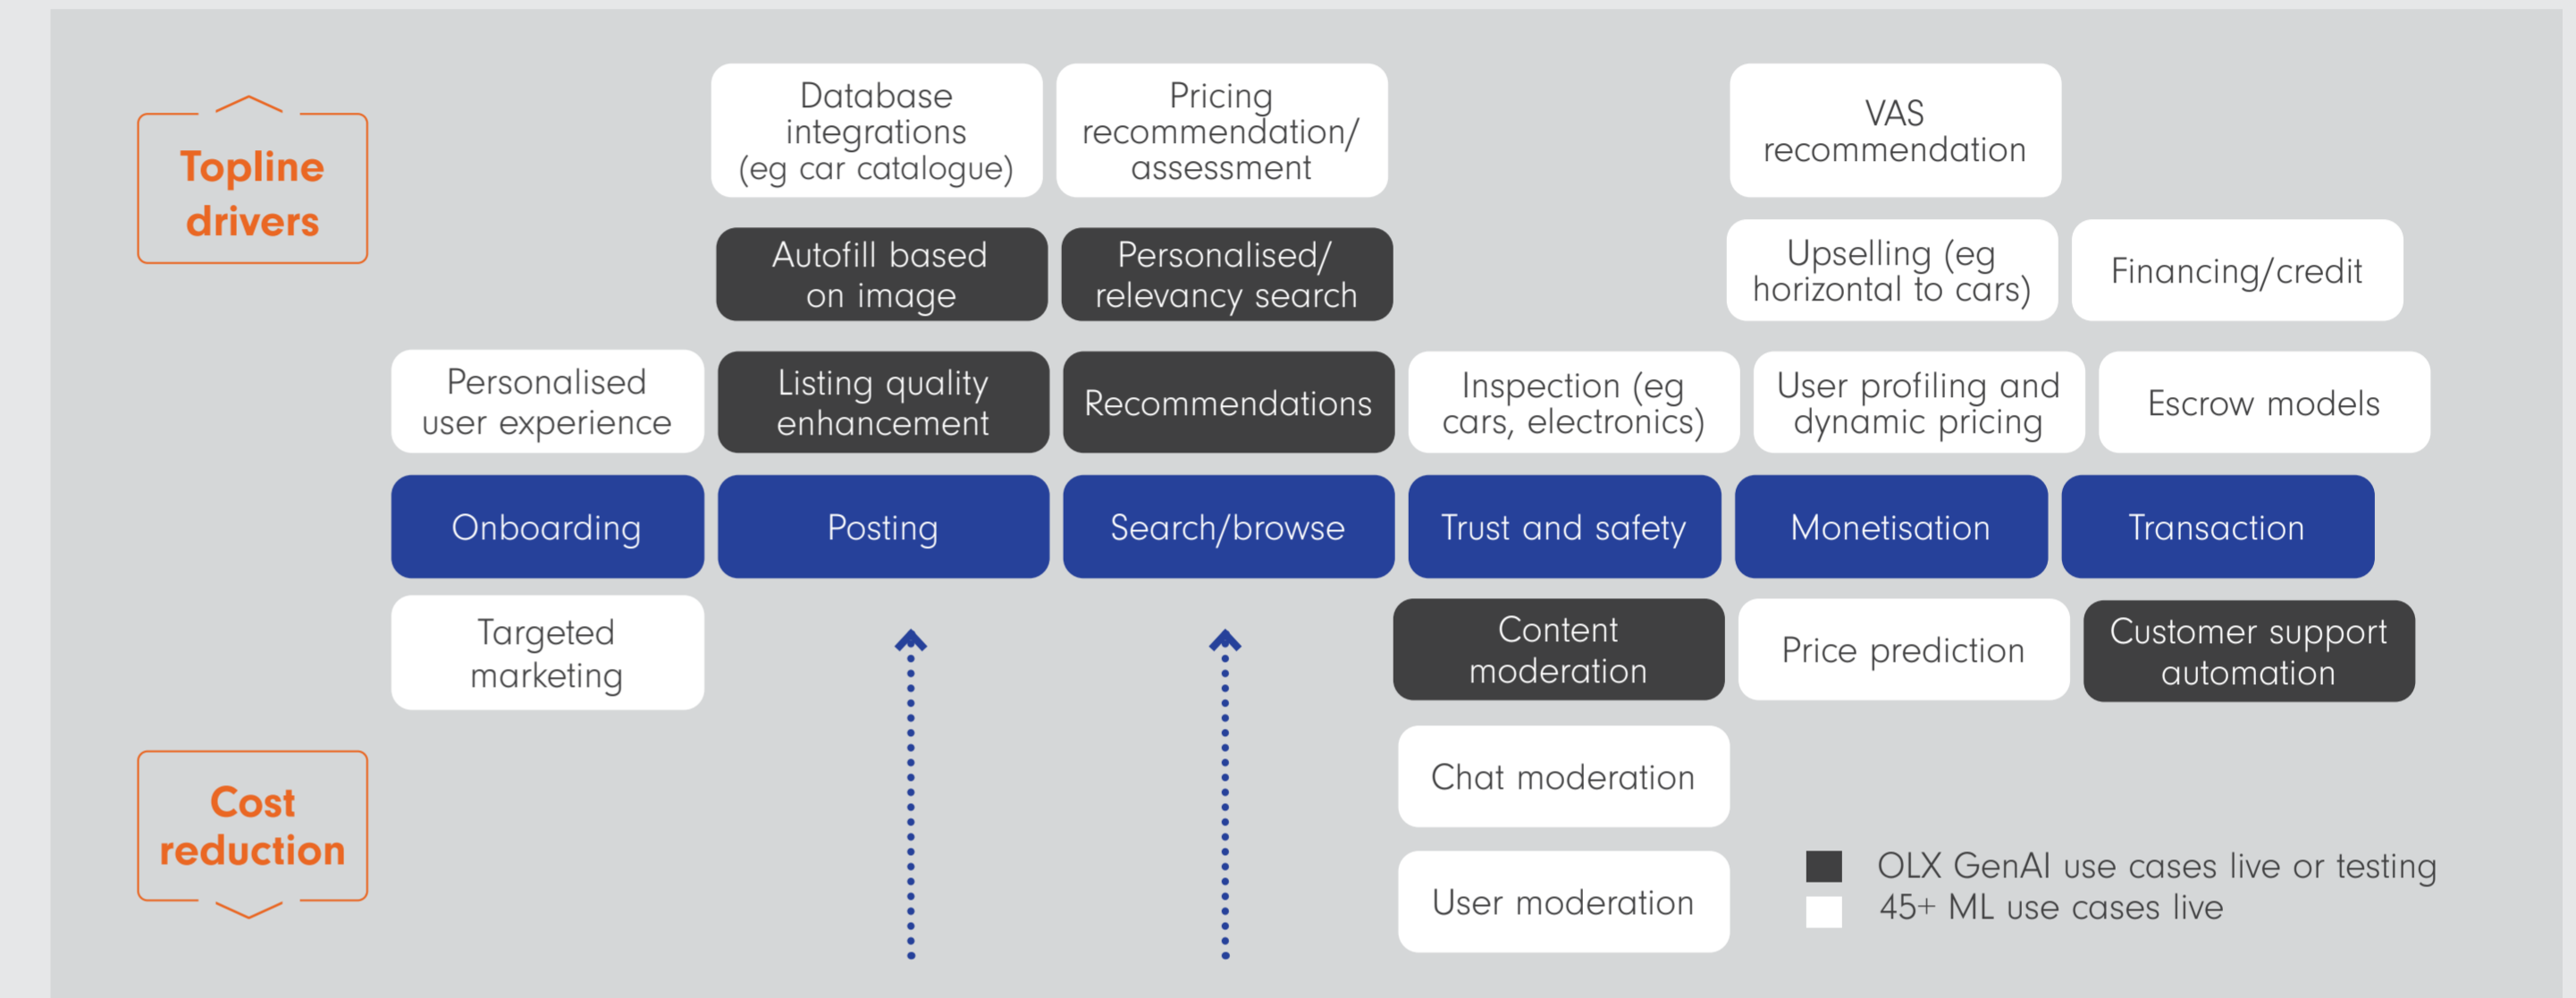 Topline
drivers
Database
integrations
(eg car catalogue)
Pricing
recommendation/
assessment
VAS
recommendation
Autofill based
on image
Personalised/
relevancy search
Upselling (eg
horizontal to cars)
Financing/credit
Personalised
user experience
Listing quality
enhancement
Recommendations
Inspection (eg
cars, electronics)
User profiling and
dynamic pricing
Escrow models
Onboarding
Posting
Search/browse
Trust and safety
Monetisation
Transaction
Targeted
marketing
Content
moderation
Price prediction
Customer support
automation
Cost
reduction
Chat moderation
User moderation
OLX GenAI use cases live or testing
45+ ML use cases live